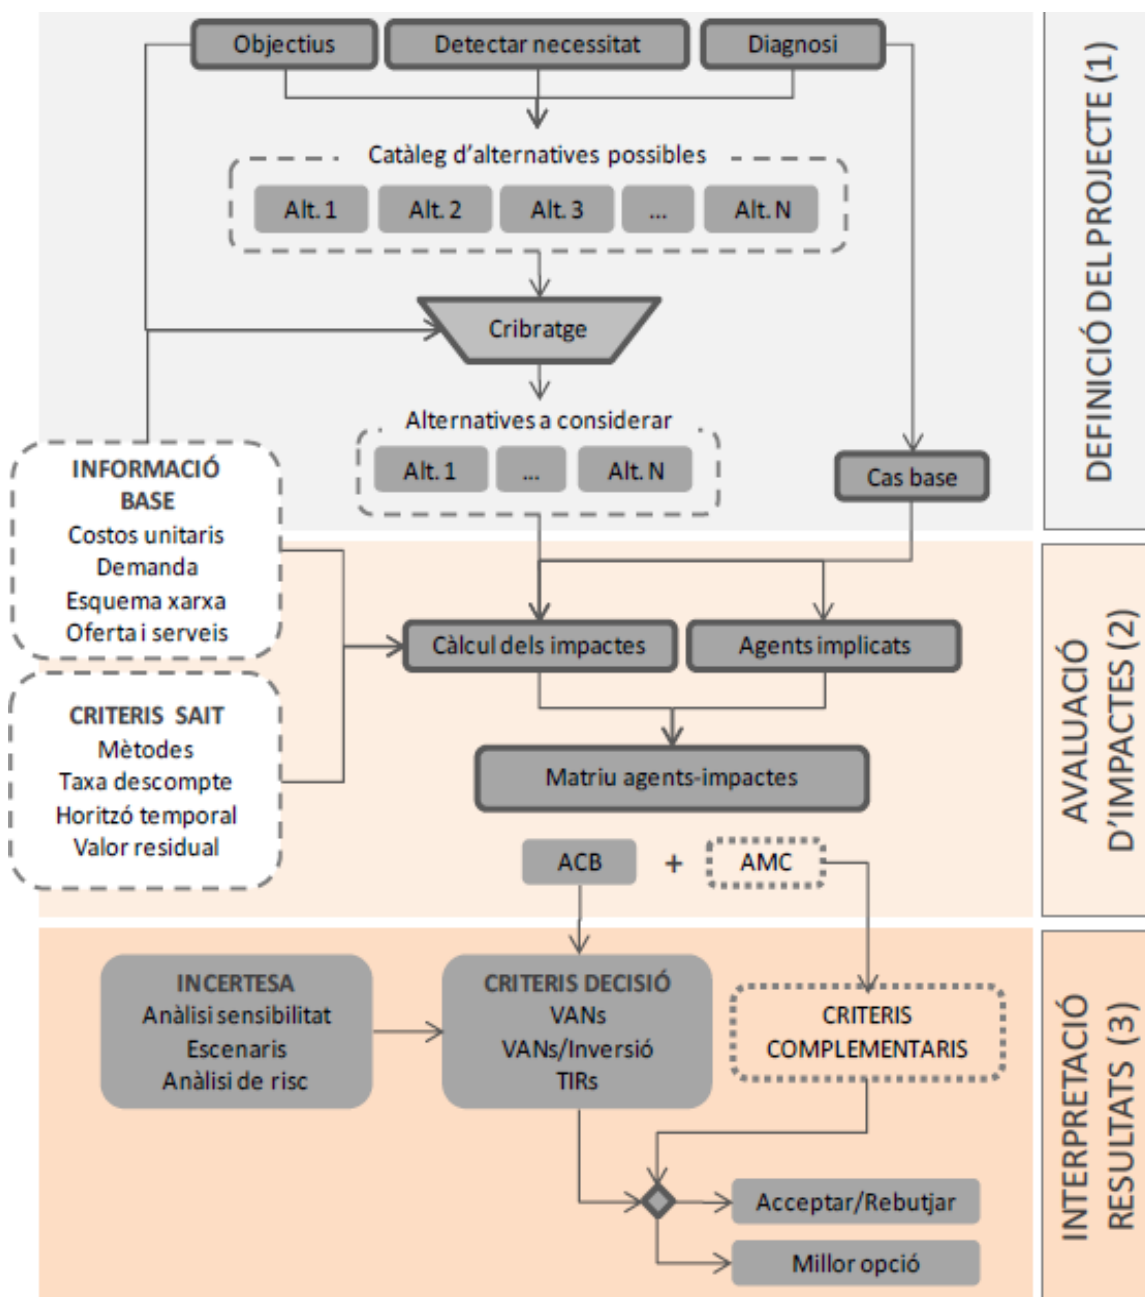 Objectius
Detectar necessitat
Diagnosi
Catàleg d'alternatives possibles
Alt. 1
Alt. 2
Alt. 3
...
Alt. N
Cribratge
Alternatives a considerar
Alt. 1
...
Alt. N
Cas base
DEFINICIÓ DEL PROJECTE (1)
INFORMACIÓ
BASE
Costos unitaris
Demanda
Esquema xarxa
Oferta i serveis
CRITERIS SAIT
Mètodes
Taxa descompte
Horitzó temporal
Valor residual
Càlcul dels impactes
Agents implicats
Matriu agents-impactes
ACB
+
AMC
AVALUACIÓ
D'IMPACTES (2)
INCERTESA
Anàlisi sensibilitat
Escenaris
Anàlisi de risc
CRITERIS DECISIÓ
VANs
VANs/Inversió
TIRs
CRITERIS
COMPLEMENTARIS
Acceptar/Rebutjar
Millor opció
INTERPRETACIÓ
RESULTATS (3)